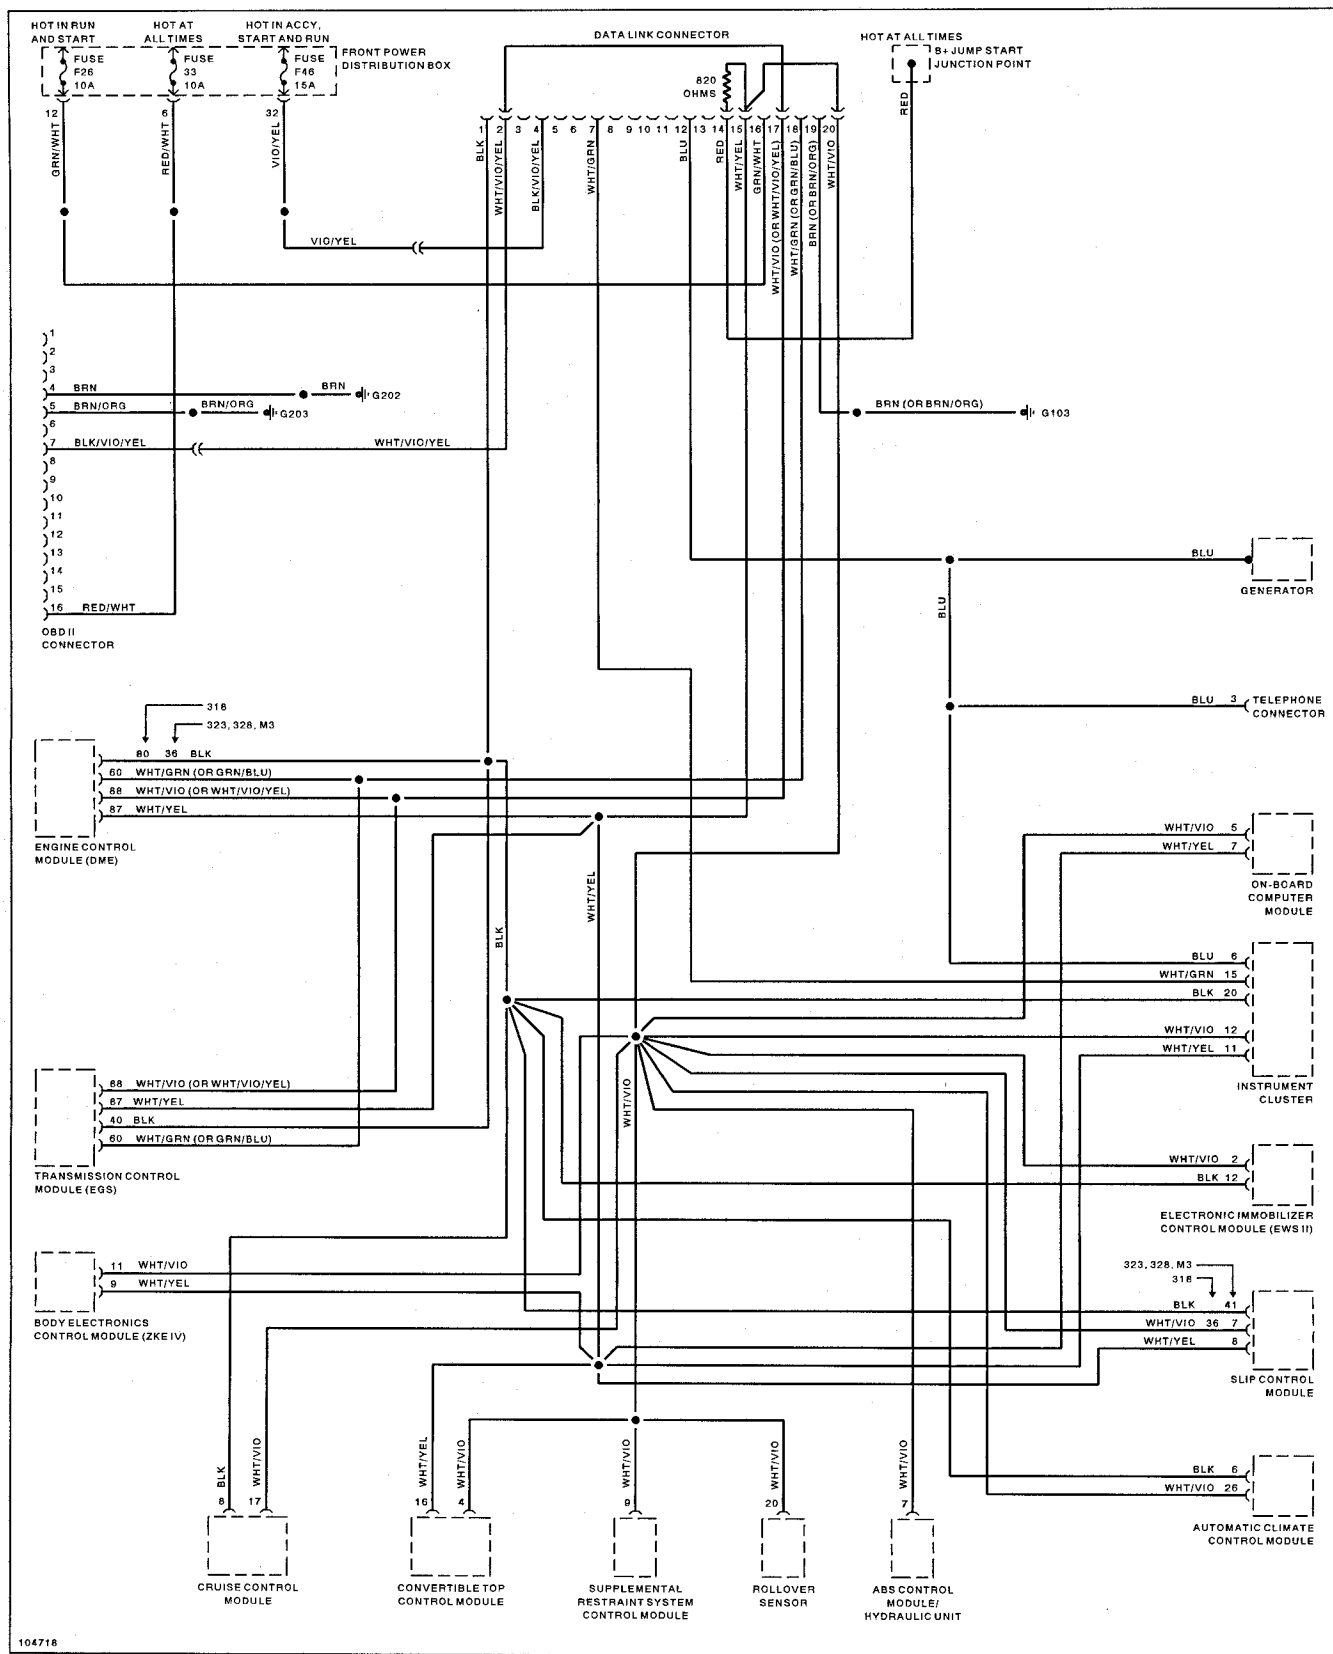 HOT IN RUN
AND START
HOT AT
ALL TIMES
HOT IN ACCY,
START AND RUN
FUSE
F26
10A
FUSE
33
10A
FUSE
F46
15A
FRONT POWER
DISTRIBUTION BOX
12
6
32
GRN/WHT
RED/WHT
VIO/YEL
DATA LINK CONNECTOR
820
OHMS
HOT AT ALL TIMES
B+ JUMP START
JUNCTION POINT
RED
1
2
3
4
5
6
7
8
9
10
11
12
13
14
15
16
17
18
19
20
BLK
WHT/VIO/YEL
BLK/VIO/YEL
WHT/GRN
BLU
RED
WHT/YEL
GRN/WHT
WHT/VIO (OR WHT/VIO/YEL)
WHT/GRN (OR GRN/BLU)
BRN (OR BRN/ORG)
WHT/VIO
VIO/YEL
1
2
3
4 BRN
BRN
G202
5 BRN/ORG
BRN/ORG
G203
6
7 BLK/VIO/YEL
WHT/VIO/YEL
8
9
10
11
12
13
14
15
16 RED/WHT
OBD II
CONNECTOR
BRN (OR BRN/ORG)
G103
BLU
GENERATOR
BLU
BLU 3
TELEPHONE
CONNECTOR
318
323, 328, M3
80 36 BLK
60 WHT/GRN (OR GRN/BLU)
88 WHT/VIO (OR WHT/VIO/YEL)
87 WHT/YEL
ENGINE CONTROL
MODULE (DME)
WHT/YEL
BLK
WHT/VIO 5
WHT/YEL 7
ON-BOARD
COMPUTER
MODULE
BLU 6
WHT/GRN 15
BLK 20
WHT/VIO 12
WHT/YEL 11
INSTRUMENT
CLUSTER
WHT/VIO
88 WHT/VIO (OR WHT/VIO/YEL)
87 WHT/YEL
40 BLK
60 WHT/GRN (OR GRN/BLU)
TRANSMISSION CONTROL
MODULE (EGS)
WHT/VIO 2
BLK 12
ELECTRONIC IMMOBILIZER
CONTROL MODULE (EWS II)
11 WHT/VIO
9 WHT/YEL
BODY ELECTRONICS
CONTROL MODULE (ZKE IV)
323, 328, M3
318
BLK 41
WHT/VIO 36 7
WHT/YEL 8
SLIP CONTROL
MODULE
BLK 6
WHT/VIO 26
AUTOMATIC CLIMATE
CONTROL MODULE
BLK
WHT/VIO
8
17
CRUISE CONTROL
MODULE
WHT/YEL
WHT/VIO
16
4
CONVERTIBLE TOP
CONTROL MODULE
WHT/VIO
9
SUPPLEMENTAL
RESTRAINT SYSTEM
CONTROL MODULE
WHT/VIO
20
ROLLOVER
SENSOR
WHT/VIO
7
ABS CONTROL
MODULE/
HYDRAULIC UNIT
104718